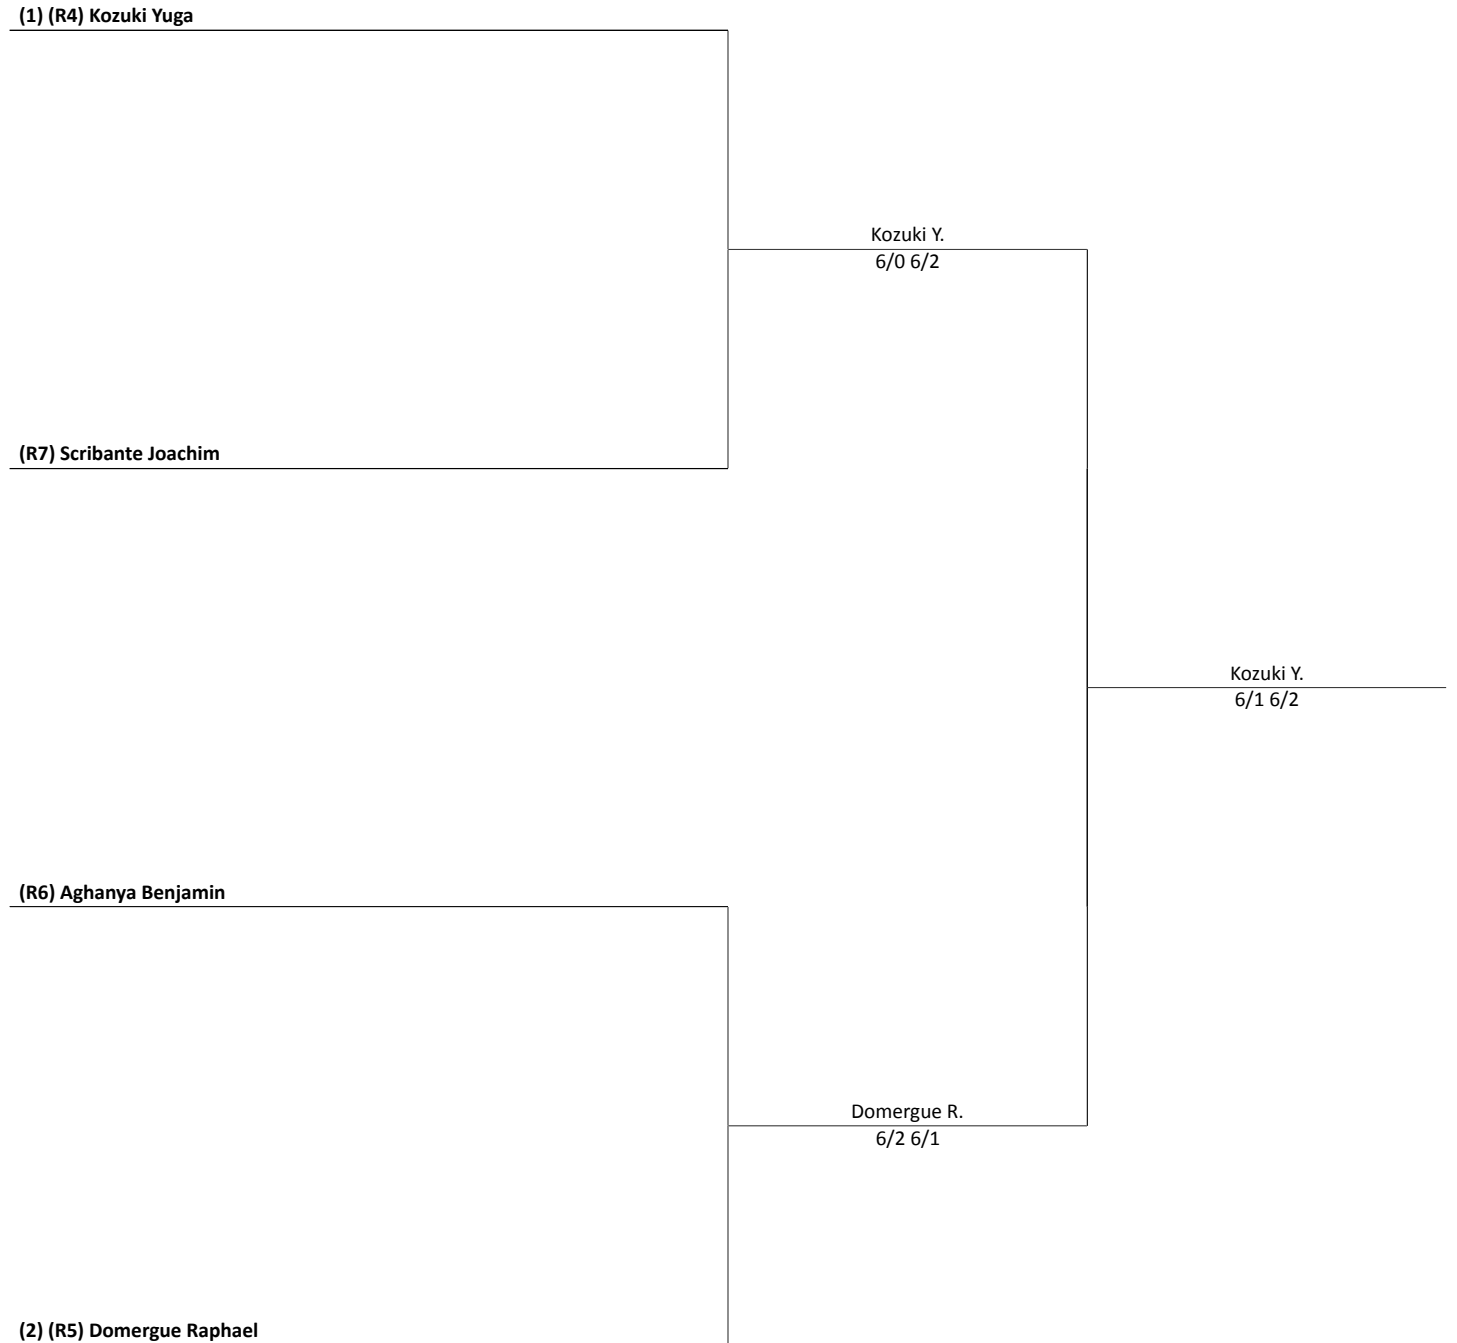 (1) (R4) Kozuki Yuga
Kozuki Y.
6/0 6/2
(R7) Scribante Joachim
Kozuki Y.
6/1 6/2
(R6) Aghanya Benjamin
Domergue R.
6/2 6/1
(2) (R5) Domergue Raphael